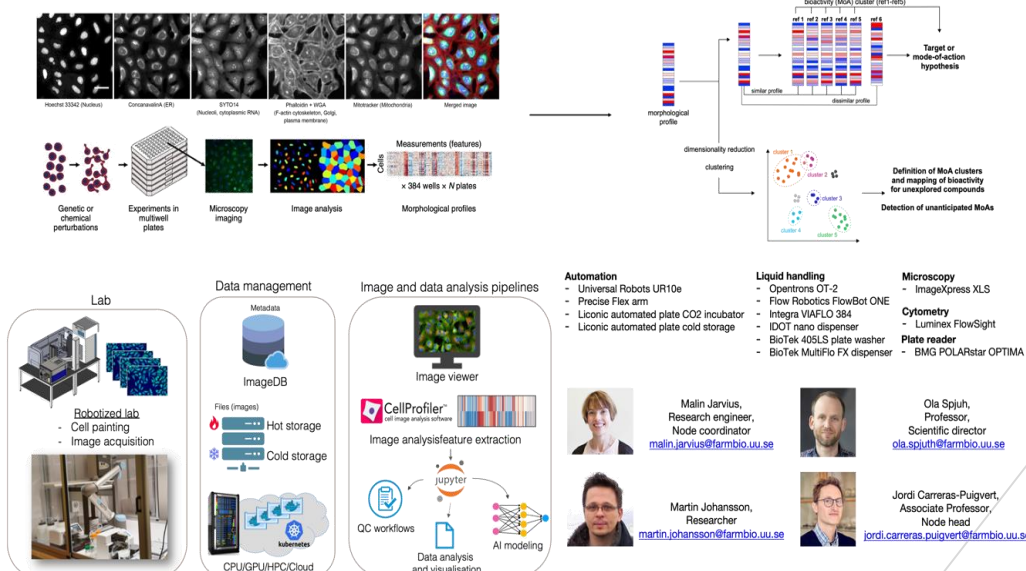 Hoechst 33342 (Nucleus)
ConcanavalinA (ER)
SYTO14
(Nucleoli, cytoplasmic RNA)
Phalloidin + WGA
(F-actin cytoskeleton, Golgi,
plasma membrane)
Mitotracker (Mitochondria)
Merged image
Genetic or
chemical
perturbations
Experiments in
multiwell
plates
Microscopy
imaging
Image analysis
Measurements (features)
Cells
× 384 wells × N plates
Morphological profiles
bioactivity (MoA) cluster (ref1-ref5)
ref 1 ref 2 ref 3 ref 4 ref 5 ref 6
Target or
mode-of-action
hypothesis
similar profile
dissimilar profile
morphological
profile
dimensionality reduction
clustering
cluster 1
cluster 2
cluster 3
cluster 4
cluster 5
Definition of MoA clusters
and mapping of bioactivity
for unexplored compounds
Detection of unanticipated MoAs
Lab
Robotized lab
- Cell painting
- Image acquisition
Data management
Metadata
ImageDB
Files (images)
Hot storage
Cold storage
kubernetes
CPU/GPU/HPC/Cloud
Image and data analysis pipelines
Image viewer
CellProfiler™
cell image analysis software
Image analysisfeature extraction
jupyter
QC workflows
AI modeling
Data analysis
and visualisation
Automation
- Universal Robots UR10e
- Precise Flex arm
- Liconic automated plate CO2 incubator
- Liconic automated plate cold storage
Liquid handling
- Opentrons OT-2
- Flow Robotics FlowBot ONE
- Integra VIAFLO 384
- IDOT nano dispenser
- BioTek 405LS plate washer
- BioTek MultiFlo FX dispenser
Microscopy
- ImageXpress XLS
Cytometry
- Luminex FlowSight
Plate reader
- BMG POLARstar OPTIMA
Malin Jarvius,
Research engineer,
Node coordinator
malin.jarvius@farmbio.uu.se
Ola Spjuh,
Professor,
Scientific director
ola.spjuth@farmbio.uu.se
Martin Johansson,
Researcher
martin.johansson@farmbio.uu.se
Jordi Carreras-Puigvert,
Associate Professor,
Node head
jordi.carreras.puigvert@farmbio.uu.se